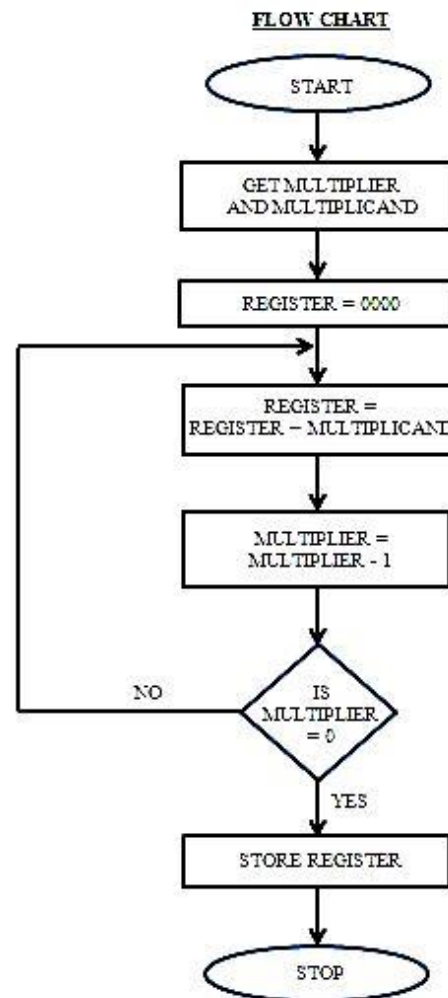 FLOW CHART
START
GET MULTIPLIER
AND MULTIPLICAND
REGISTER = 0000
REGISTER =
REGISTER + MULTIPLICAND
MULTIPLIER =
MULTIPLIER - 1
IS
MULTIPLIER
= 0
NO
YES
STORE REGISTER
STOP